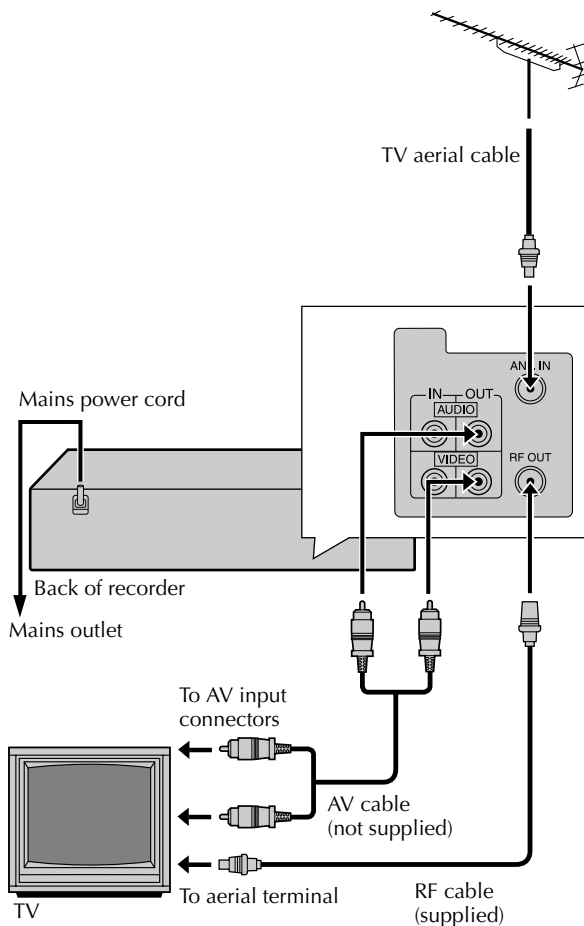 TV aerial cable
ANT. IN
Mains power cord
IN OUT
AUDIO
VIDEO
RF OUT
Back of recorder
Mains outlet
To AV input
connectors
AV cable
(not supplied)
To aerial terminal
TV
RF cable
(supplied)